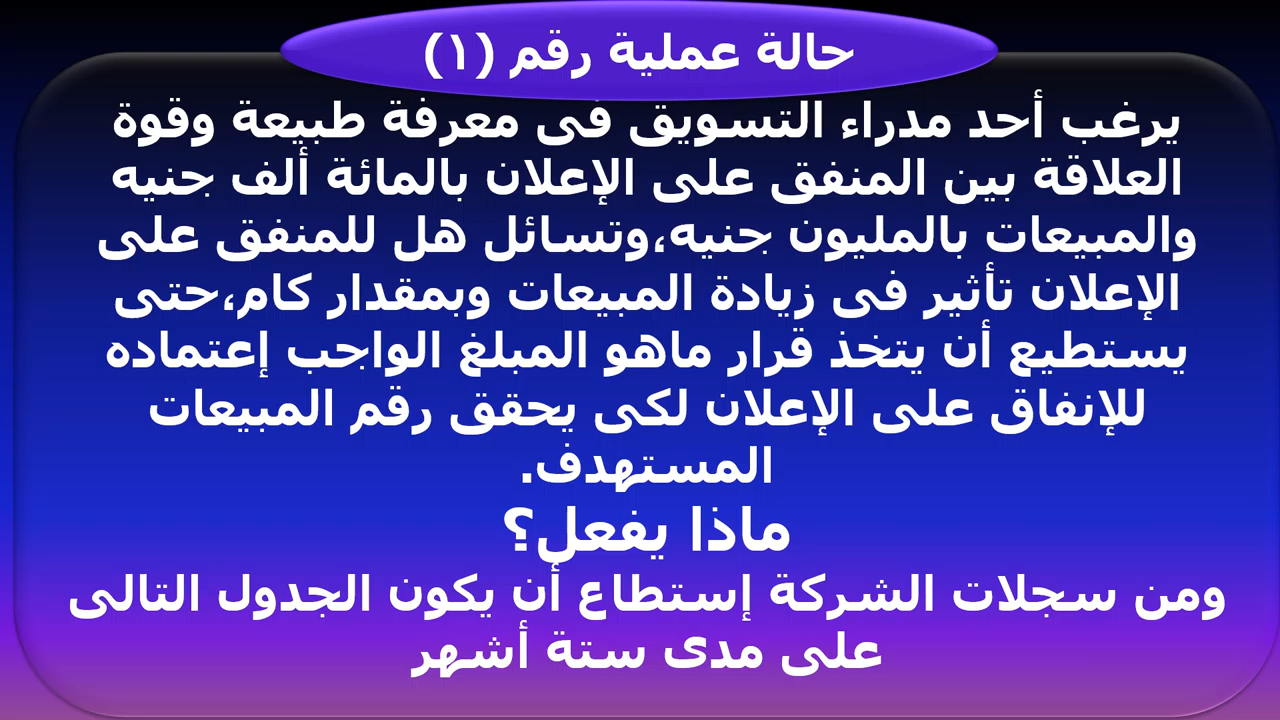 حالة عملية رقم (١)
يرغب أحد مدراء التسويق فى معرفة طبيعة وقوة
العلاقة بين المنفق على الإعلان بالمائة ألف جنيه
والمبيعات بالمليون جنيه،وتسائل هل للمنفق على
الإعلان تأثير فى زيادة المبيعات وبمقدار كام،حتى
يستطيع أن يتخذ قرار ماهو المبلغ الواجب إعتماده
للإنفاق على الإعلان لكى يحقق رقم المبيعات
المستهدف.
ماذا يفعل؟
ومن سجلات الشركة إستطاع أن يكون الجدول التالى
على مدى ستة أشهر